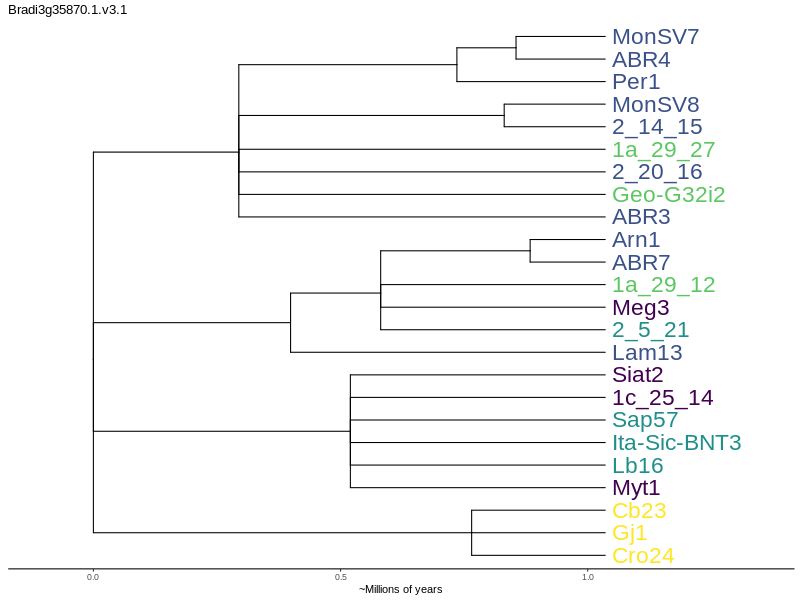 Bradi3g35870.1.v3.1
MonSV7
ABR4
Per1
MonSV8
2_14_15
1a_29_27
2_20_16
Geo-G32i2
ABR3
Arn1
ABR7
1a_29_12
Meg3
2_5_21
Lam13
Siat2
1c_25_14
Sap57
Ita-Sic-BNT3
Lb16
Myt1
Cb23
Gj1
Cro24
0.0 0.5 1.0
~Millions of years